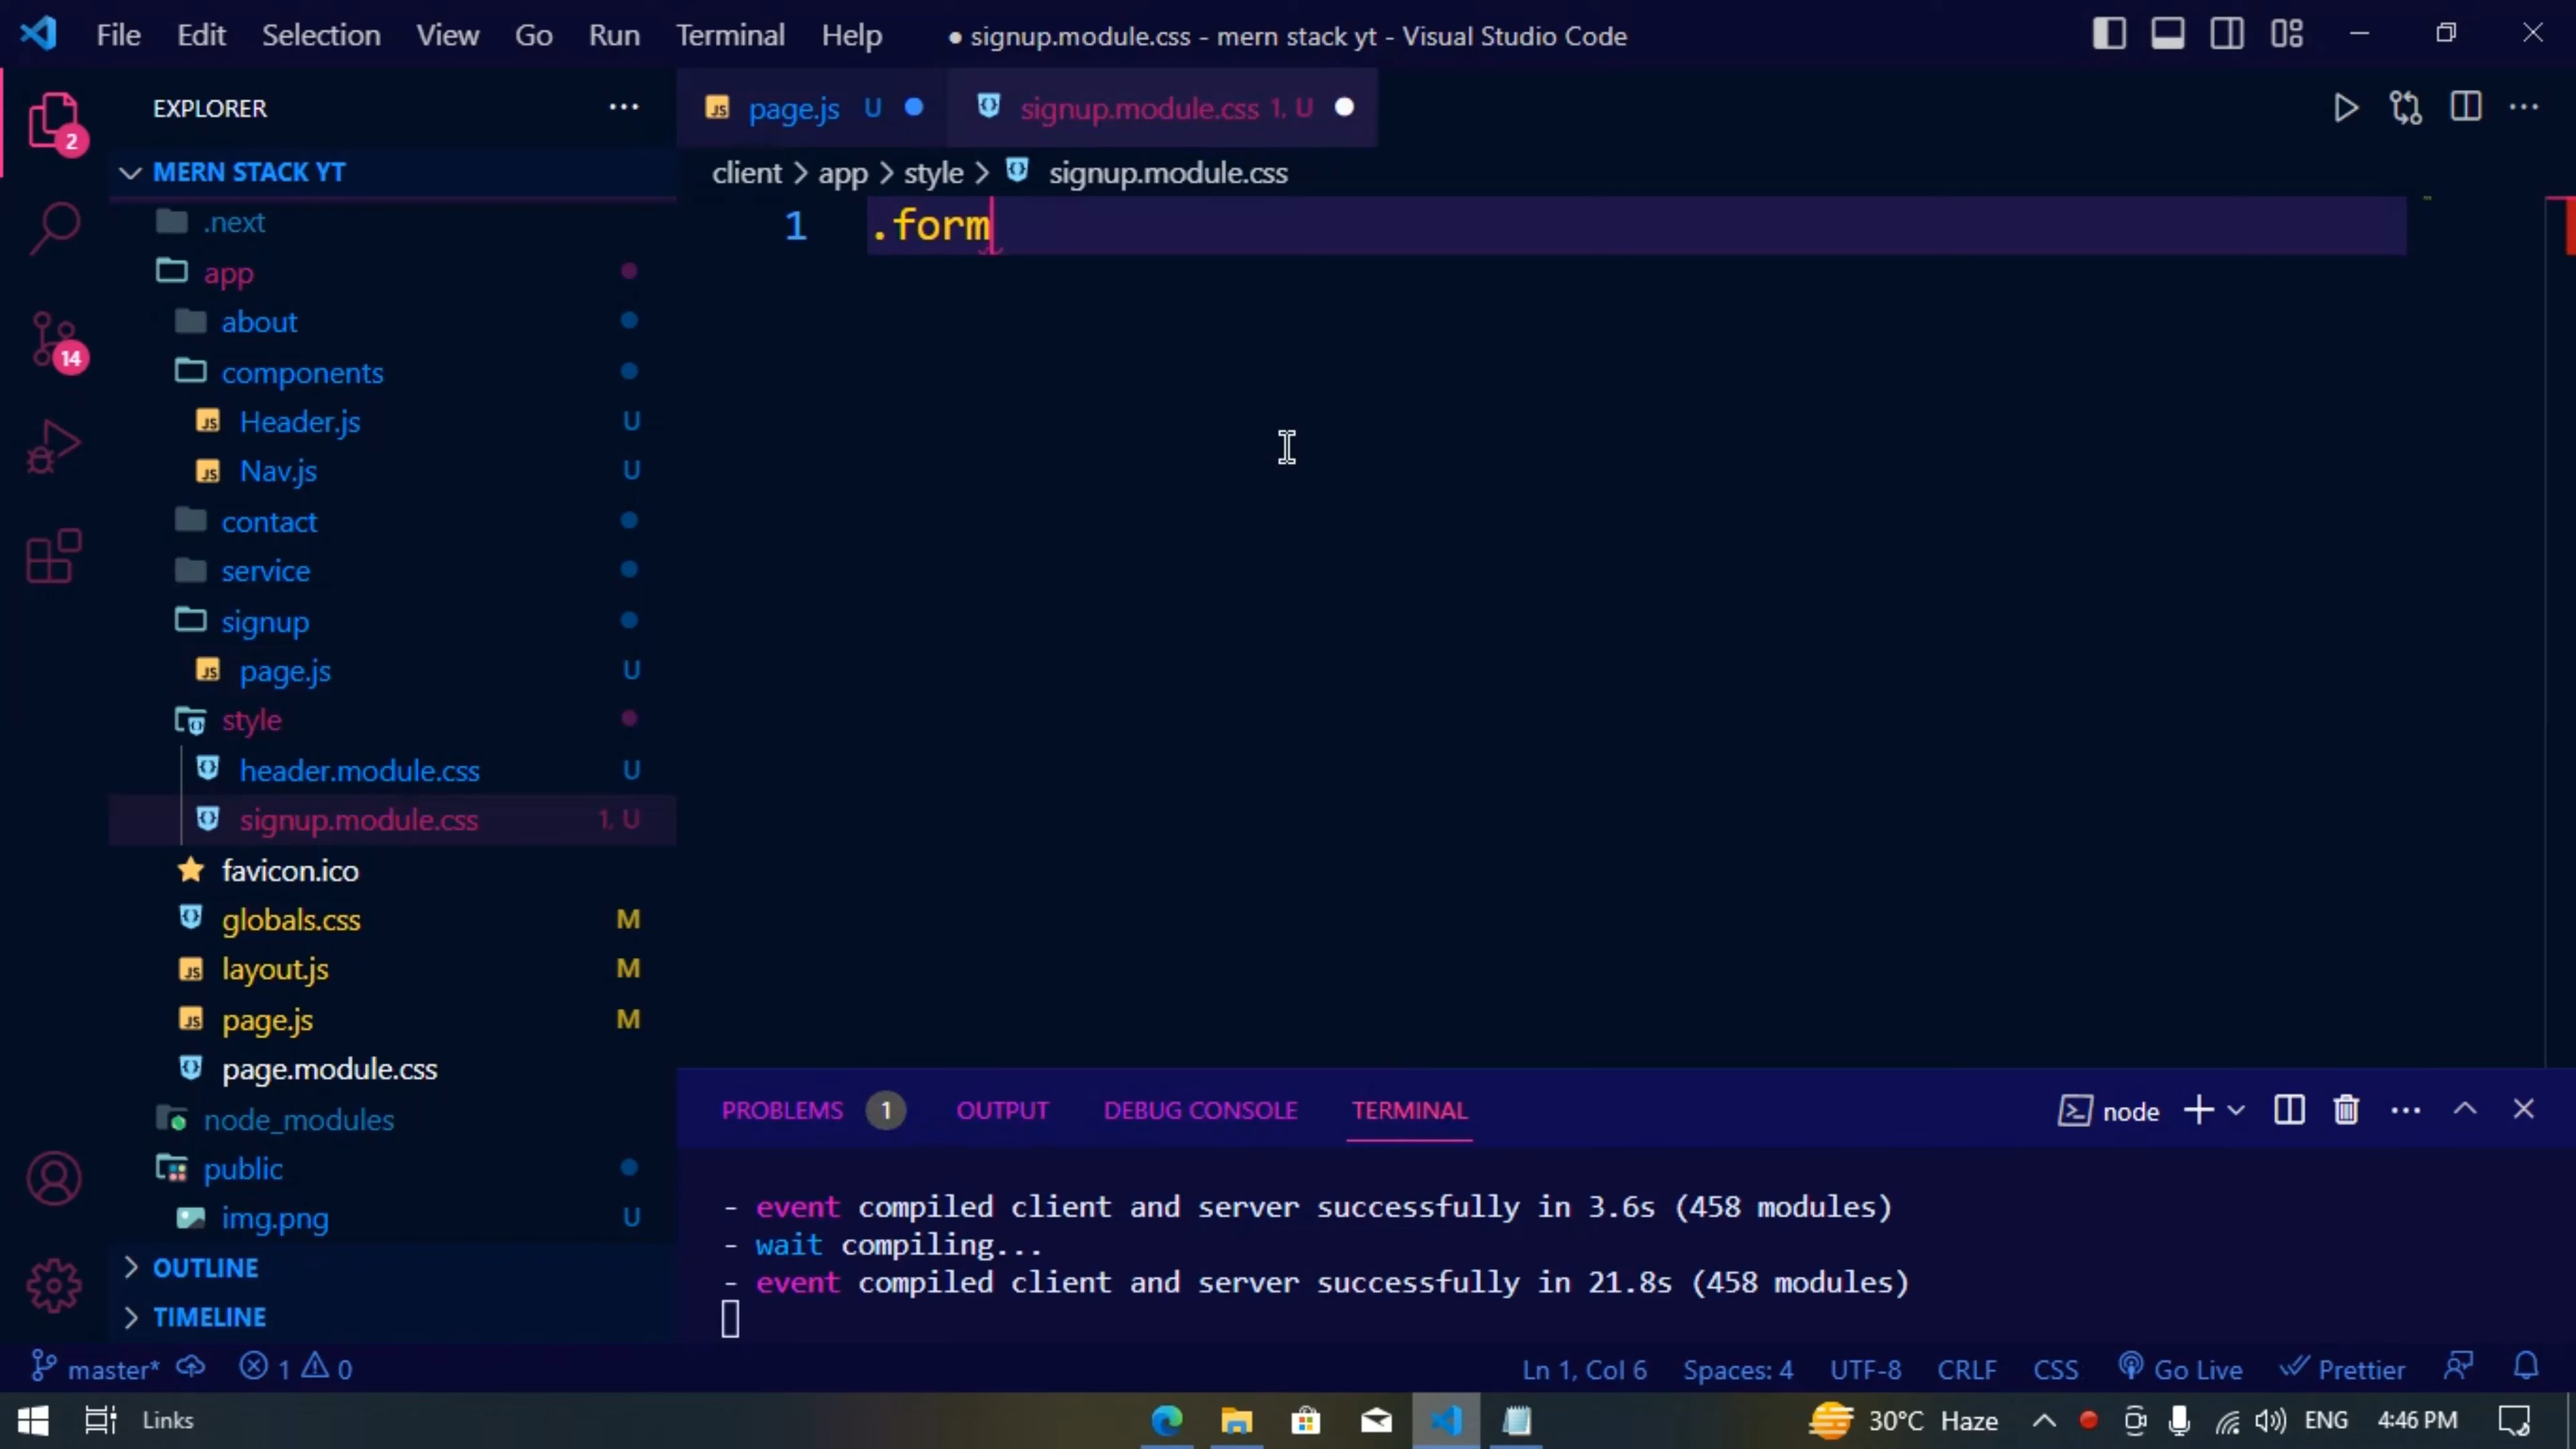 File Edit Selection View Go Run Terminal Help ● signup.module.css - mern stack yt - Visual Studio Code
EXPLORER ...
2
page.js U ●
signup.module.css 1, U ●
MERN STACK YT
client > app > style > signup.module.css
.next
1 .form
app
about
14
components
Header.js U
Nav.js U
contact
service
signup
page.js U
style
header.module.css U
signup.module.css 1, U
favicon.ico
globals.css M
layout.js M
page.js M
page.module.css
node_modules
public
img.png U
OUTLINE
TIMELINE
PROBLEMS 1 OUTPUT DEBUG CONSOLE TERMINAL node
- event compiled client and server successfully in 3.6s (458 modules)
- wait compiling...
- event compiled client and server successfully in 21.8s (458 modules)
master* 1 0 Ln 1, Col 6 Spaces: 4 UTF-8 CRLF CSS Go Live Prettier
Links 30°C Haze ENG 4:46 PM